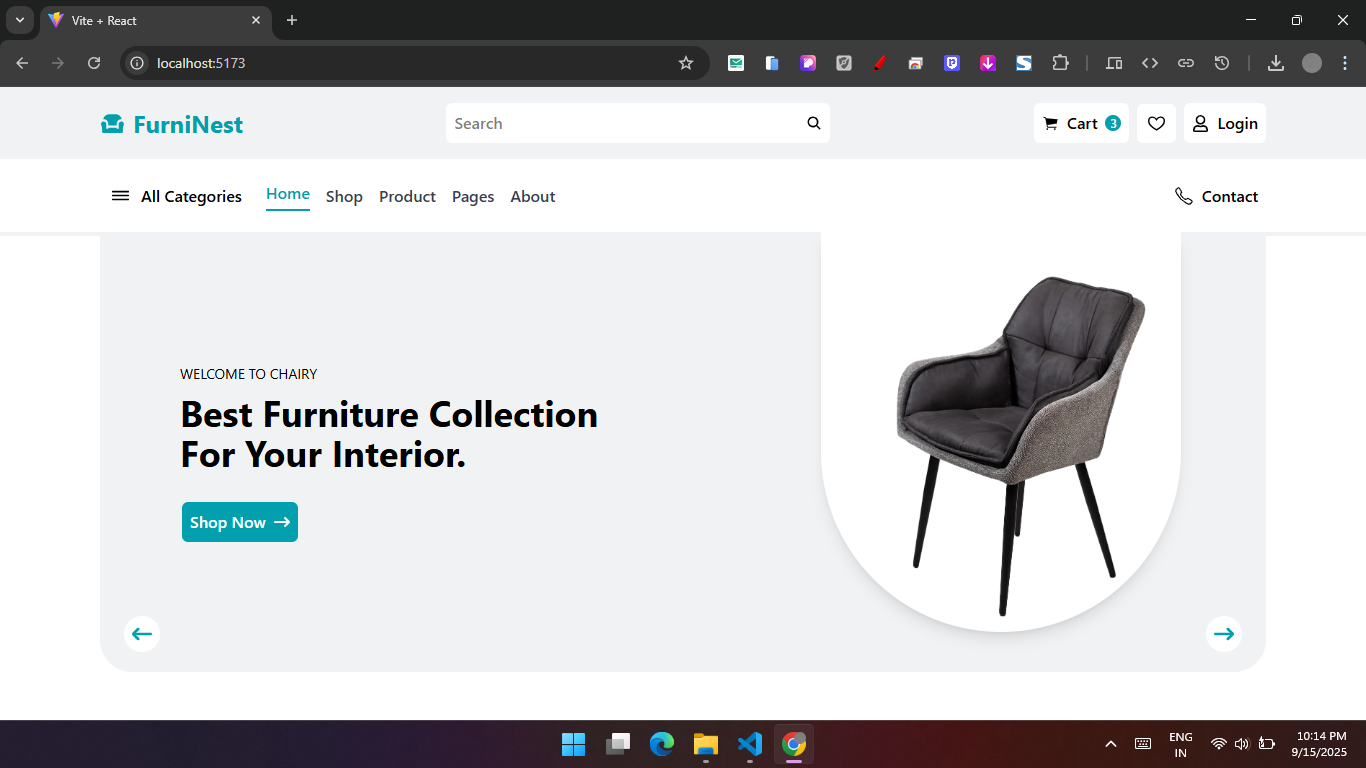 Vite + React
localhost:5173
FurniNest
Search
Cart 3
Login
All Categories
Home Shop Product Pages About
Contact
WELCOME TO CHAIRY
Best Furniture Collection
For Your Interior.
Shop Now
ENG
IN
10:14 PM
9/15/2025